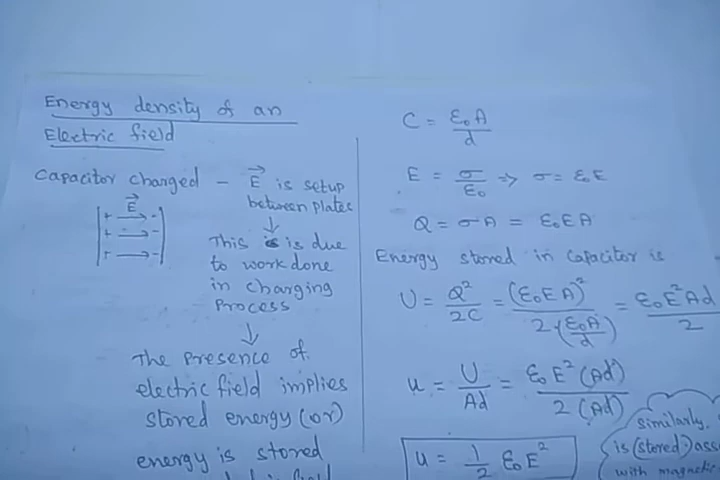 Energy density of an
Electric field
Capacitor charged - E⃗ is setup
between plates
E⃗
+ → -
+ → -
+ → -
This is is due
to work done
in charging
Process
↓
The presence of
electric field implies
stored energy (or)
energy is stored
C = ε₀A/d
E = σ/ε₀ => σ = ε₀E
Q = σA = ε₀EA
Energy stored in capacitor is
U = Q²/2C = (ε₀EA)²/2(ε₀A/d) = ε₀E²Ad/2
u = U/Ad = ε₀E²(Ad)/2(Ad)
u = 1/2 ε₀E²
Similarly,
is (stored)
with magnetic